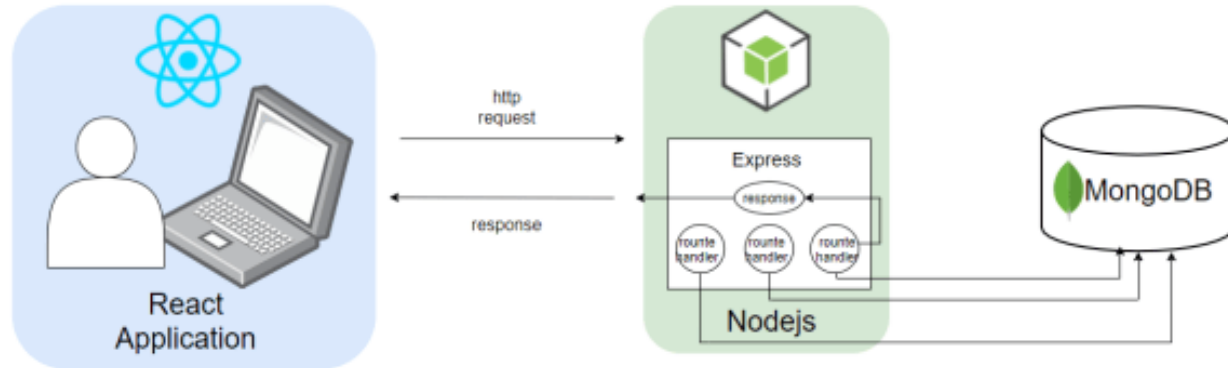 React
Application
http
request
response
Express
response
rounte
handler
rounte
handler
rounte
handler
Nodejs
MongoDB